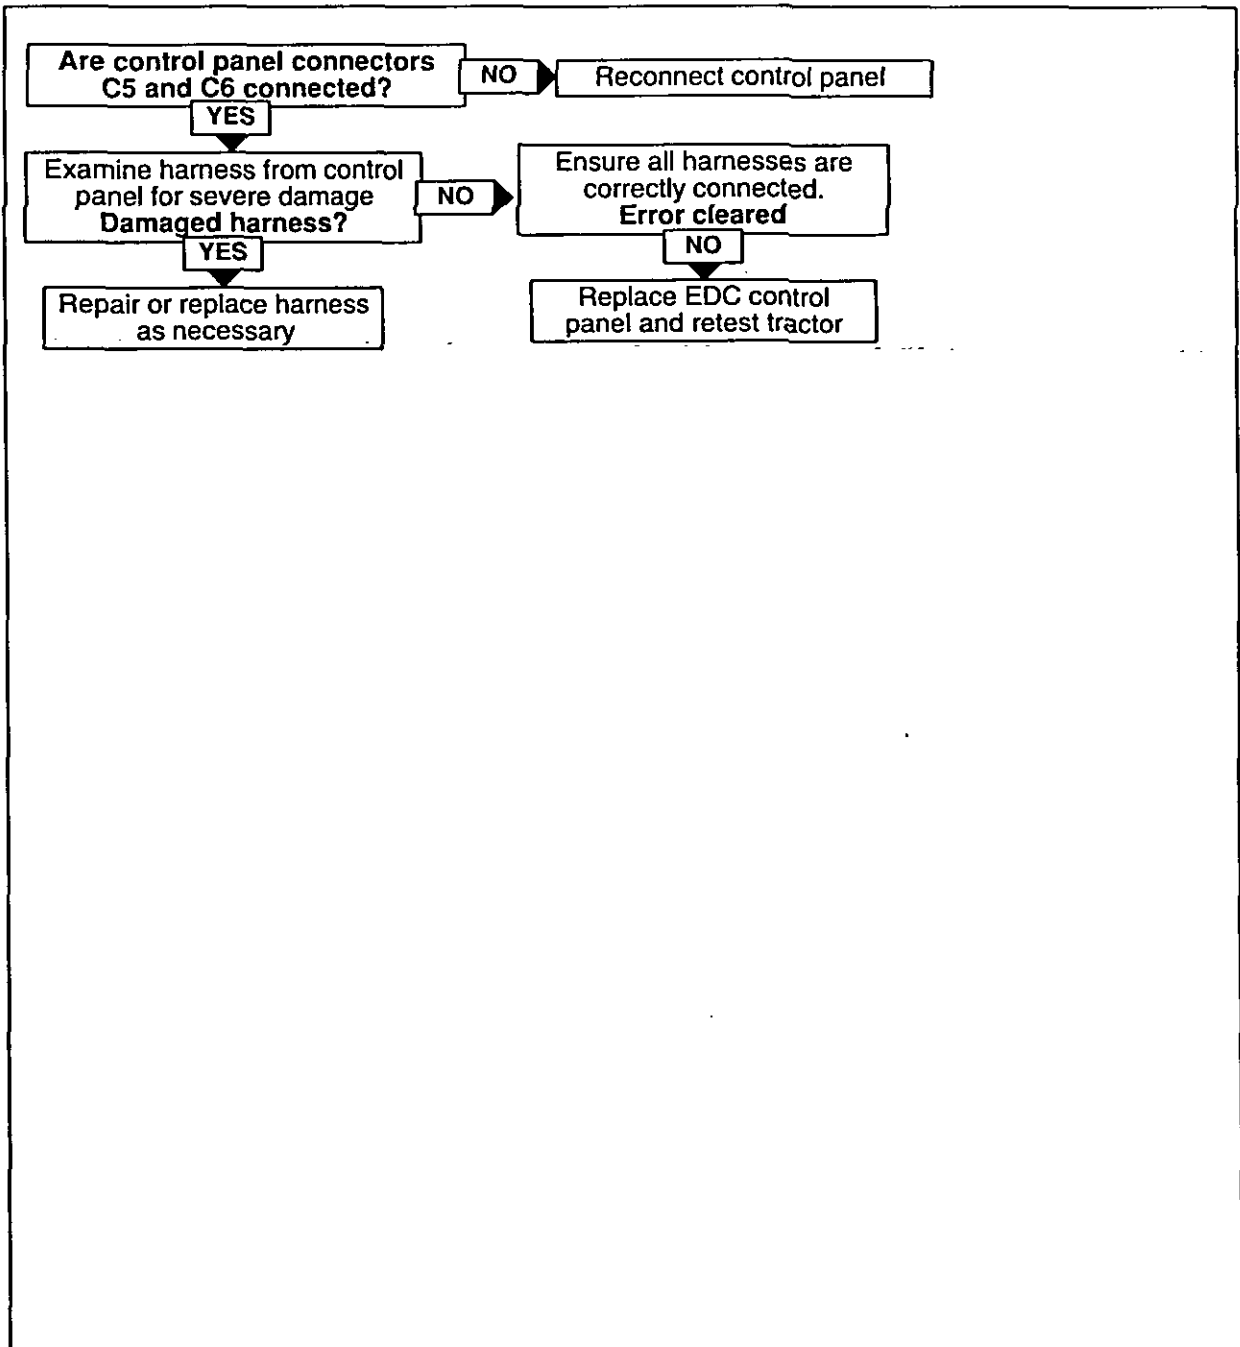 Are control panel connectors
C5 and C6 connected?
NO
Reconnect control panel
YES
Examine harness from control
panel for severe damage
Damaged harness?
NO
Ensure all harnesses are
correctly connected.
Error cleared
YES
NO
Repair or replace harness
as necessary
Replace EDC control
panel and retest tractor